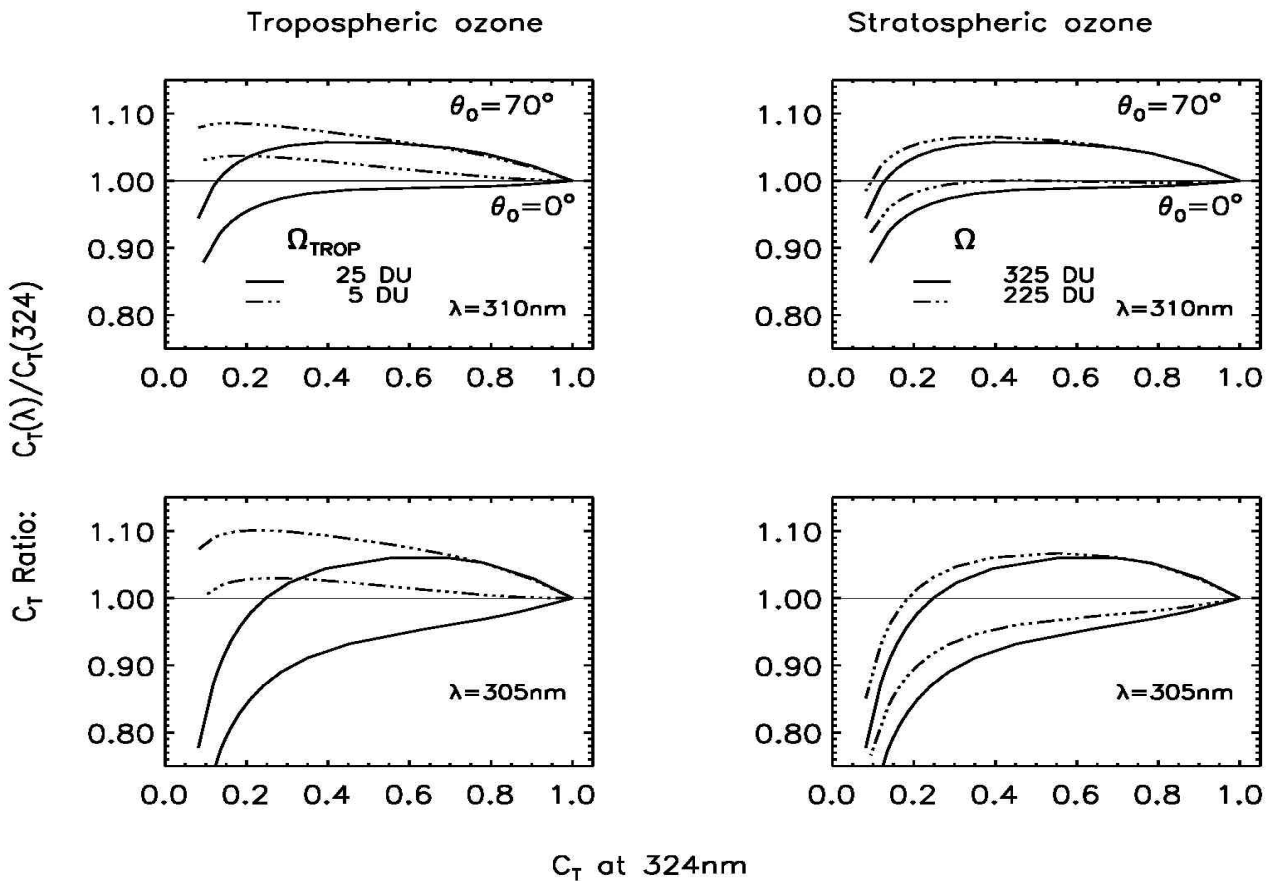 Tropospheric ozone
Stratospheric ozone
C_T Ratio: C_T(λ)/C_T(324)
1.10
1.00
0.90
0.80
θ₀=70°
θ₀=0°
Ω_TROP
25 DU
5 DU
λ=310nm
0.0 0.2 0.4 0.6 0.8 1.0
1.10
1.00
0.90
0.80
θ₀=70°
θ₀=0°
Ω
325 DU
225 DU
λ=310nm
0.0 0.2 0.4 0.6 0.8 1.0
1.10
1.00
0.90
0.80
λ=305nm
0.0 0.2 0.4 0.6 0.8 1.0
1.10
1.00
0.90
0.80
λ=305nm
0.0 0.2 0.4 0.6 0.8 1.0
C_T at 324nm